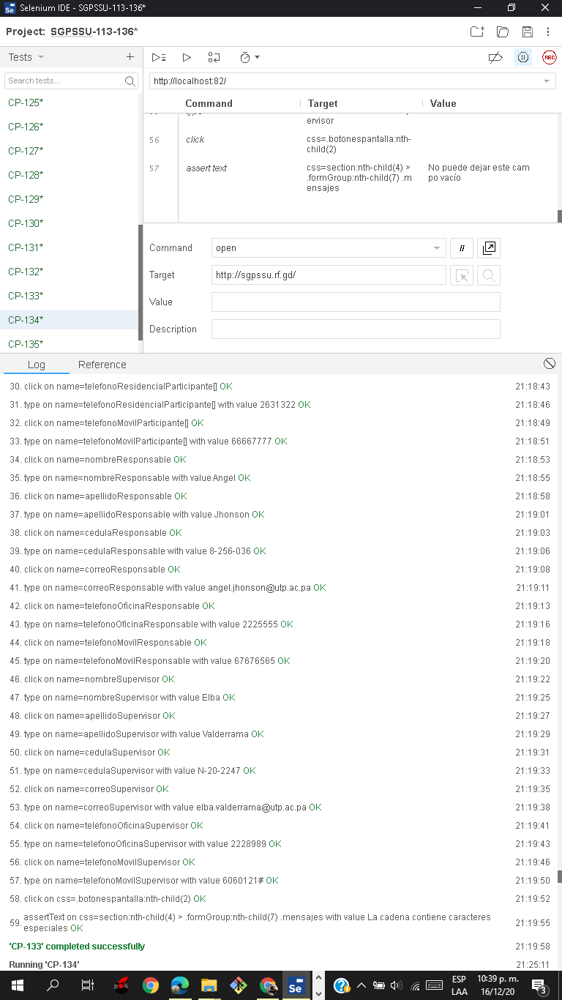 Selenium IDE - SGPSSU-113-136*
Project: SGPSSU-113-136*
Tests
Search tests...
CP-125*
CP-126*
CP-127*
CP-128*
CP-129*
CP-130*
CP-131*
CP-132*
CP-133*
CP-134*
CP-135*
REC
http://localhost:82/
Command Target Value
ervisor
56 click css=.botonespantalla:nth-
child(2)
57 assert text css=section:nth-child(4) > No puede dejar este cam
.formGroup:nth-child(7) .m po vacío
ensajes
Command open //
Target http://sgpssu.rf.gd/
Value
Description
Log Reference
30. click on name=telefonoResidencialParticipante[] OK 21:18:43
31. type on name=telefonoResidencialParticipante[] with value 2631322 OK 21:18:46
32. click on name=telefonoMovilParticipante[] OK 21:18:49
33. type on name=telefonoMovilParticipante[] with value 66667777 OK 21:18:51
34. click on name=nombreResponsable OK 21:18:53
35. type on name=nombreResponsable with value Angel OK 21:18:55
36. click on name=apellidoResponsable OK 21:18:58
37. type on name=apellidoResponsable with value Jhonson OK 21:19:01
38. click on name=cedulaResponsable OK 21:19:03
39. type on name=cedulaResponsable with value 8-256-036 OK 21:19:06
40. click on name=correoResponsable OK 21:19:08
41. type on name=correoResponsable with value angel.jhonson@utp.ac.pa OK 21:19:11
42. click on name=telefonoOficinaResponsable OK 21:19:13
43. type on name=telefonoOficinaResponsable with value 2225555 OK 21:19:16
44. click on name=telefonoMovilResponsable OK 21:19:18
45. type on name=telefonoMovilResponsable with value 67676565 OK 21:19:20
46. click on name=nombreSupervisor OK 21:19:22
47. type on name=nombreSupervisor with value Elba OK 21:19:25
48. click on name=apellidoSupervisor OK 21:19:27
49. type on name=apellidoSupervisor with value Valderrama OK 21:19:29
50. click on name=cedulaSupervisor OK 21:19:31
51. type on name=cedulaSupervisor with value N-20-2247 OK 21:19:33
52. click on name=correoSupervisor OK 21:19:35
53. type on name=correoSupervisor with value elba.valderrama@utp.ac.pa OK 21:19:38
54. click on name=telefonoOficinaSupervisor OK 21:19:41
55. type on name=telefonoOficinaSupervisor with value 2228989 OK 21:19:43
56. click on name=telefonoMovilSupervisor OK 21:19:46
57. type on name=telefonoMovilSupervisor with value 6060121# OK 21:19:50
58. click on css=.botonespantalla:nth-child(2) OK 21:19:52
59. assertText on css=section:nth-child(4) > .formGroup:nth-child(7) .mensajes with value La cadena contiene caracteres
especiales OK 21:19:55
'CP-133' completed successfully 21:19:58
Running 'CP-134' 21:25:11
Se
ESP 10:39 p. m.
LAA 16/12/20
3